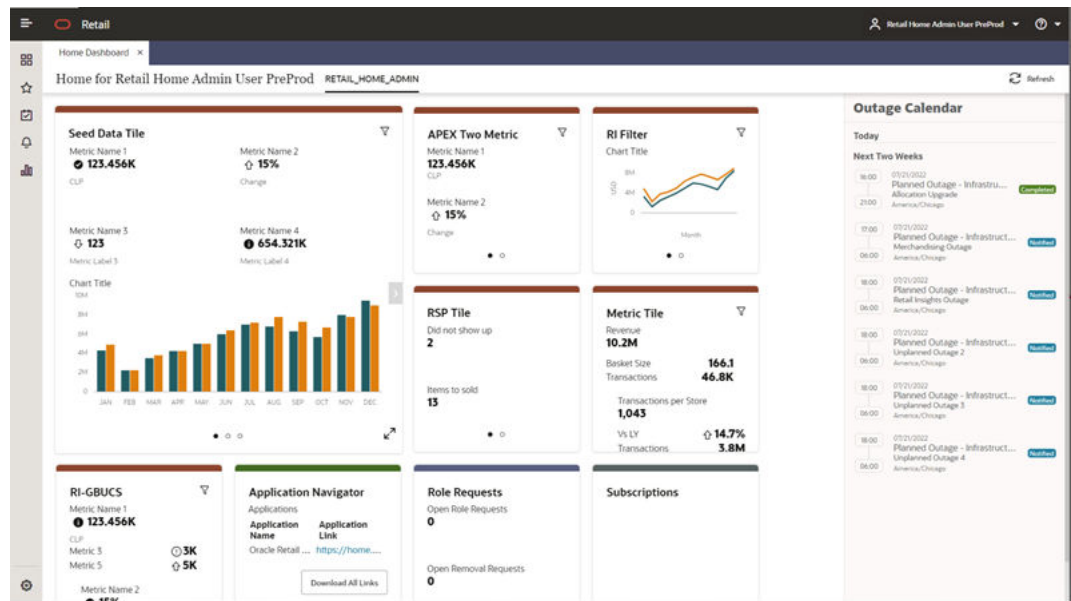 Retail
Retail Home Admin User PreProd
Home Dashboard ×
Home for Retail Home Admin User PreProd
RETAIL_HOME_ADMIN
Refresh
Seed Data Tile
Metric Name 1
123.456K
CLP
Metric Name 2
15%
Change
Metric Name 3
123
Metric Label 3
Metric Name 4
654.321K
Metric Label 4
Chart Title
10M
8M
6M
4M
2M
0
JAN FEB MAR APR MAY JUN JUL AUG SEP OCT NOV DEC
APEX Two Metric
Metric Name 1
123.456K
CLP
Metric Name 2
15%
Change
RI Filter
Chart Title
USD
8M
4M
0
Month
RSP Tile
Did not show up
2
Items to sold
13
Metric Tile
Revenue
10.2M
Basket Size 166.1
Transactions 46.8K
Transactions per Store
1,043
Vs LY 14.7%
Transactions 3.8M
RI-GBUCS
Metric Name 1
123.456K
CLP
Metric 3 3K
Metric 5 5K
Metric Name 2
15%
Application Navigator
Applications
Application Name
Application Link
Oracle Retail ... https://home....
Download All Links
Role Requests
Open Role Requests
0
Open Removal Requests
0
Subscriptions
Outage Calendar
Today
Next Two Weeks
16:00
21:00
07/21/2022
Planned Outage - Infrastru...
Allocation Upgrade
America/Chicago
Completed
17:00
06:00
07/21/2022
Planned Outage - Infrastruct...
Merchandising Outage
America/Chicago
Notified
18:00
06:00
07/21/2022
Planned Outage - Infrastruct...
Retail Insights Outage
America/Chicago
Notified
18:00
06:00
07/21/2022
Planned Outage - Infrastruct...
Unplanned Outage 2
America/Chicago
Notified
18:00
06:00
07/21/2022
Planned Outage - Infrastruct...
Unplanned Outage 3
America/Chicago
Notified
18:00
06:00
07/21/2022
Planned Outage - Infrastruct...
Unplanned Outage 4
America/Chicago
Notified